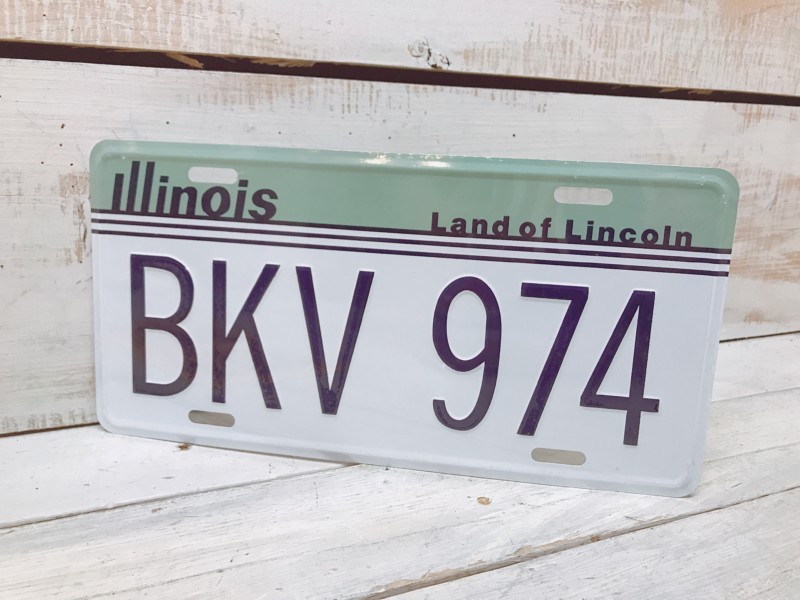 Illinois
Land of Lincoln
BKV 974